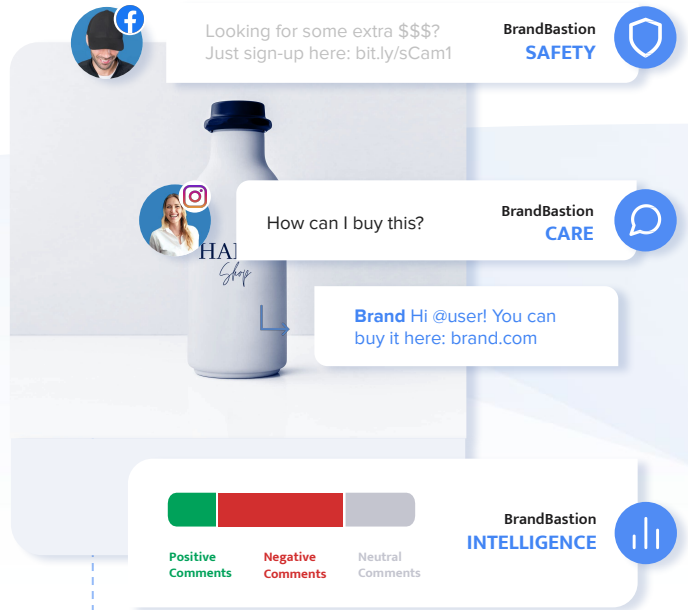 Looking for some extra $$$?
Just sign-up here: bit.ly/sCam1
BrandBastion
SAFETY
How can I buy this?
BrandBastion
CARE
Shop
Brand Hi @user! You can
buy it here: brand.com
BrandBastion
INTELLIGENCE
Positive
Comments
Negative
Comments
Neutral
Comments